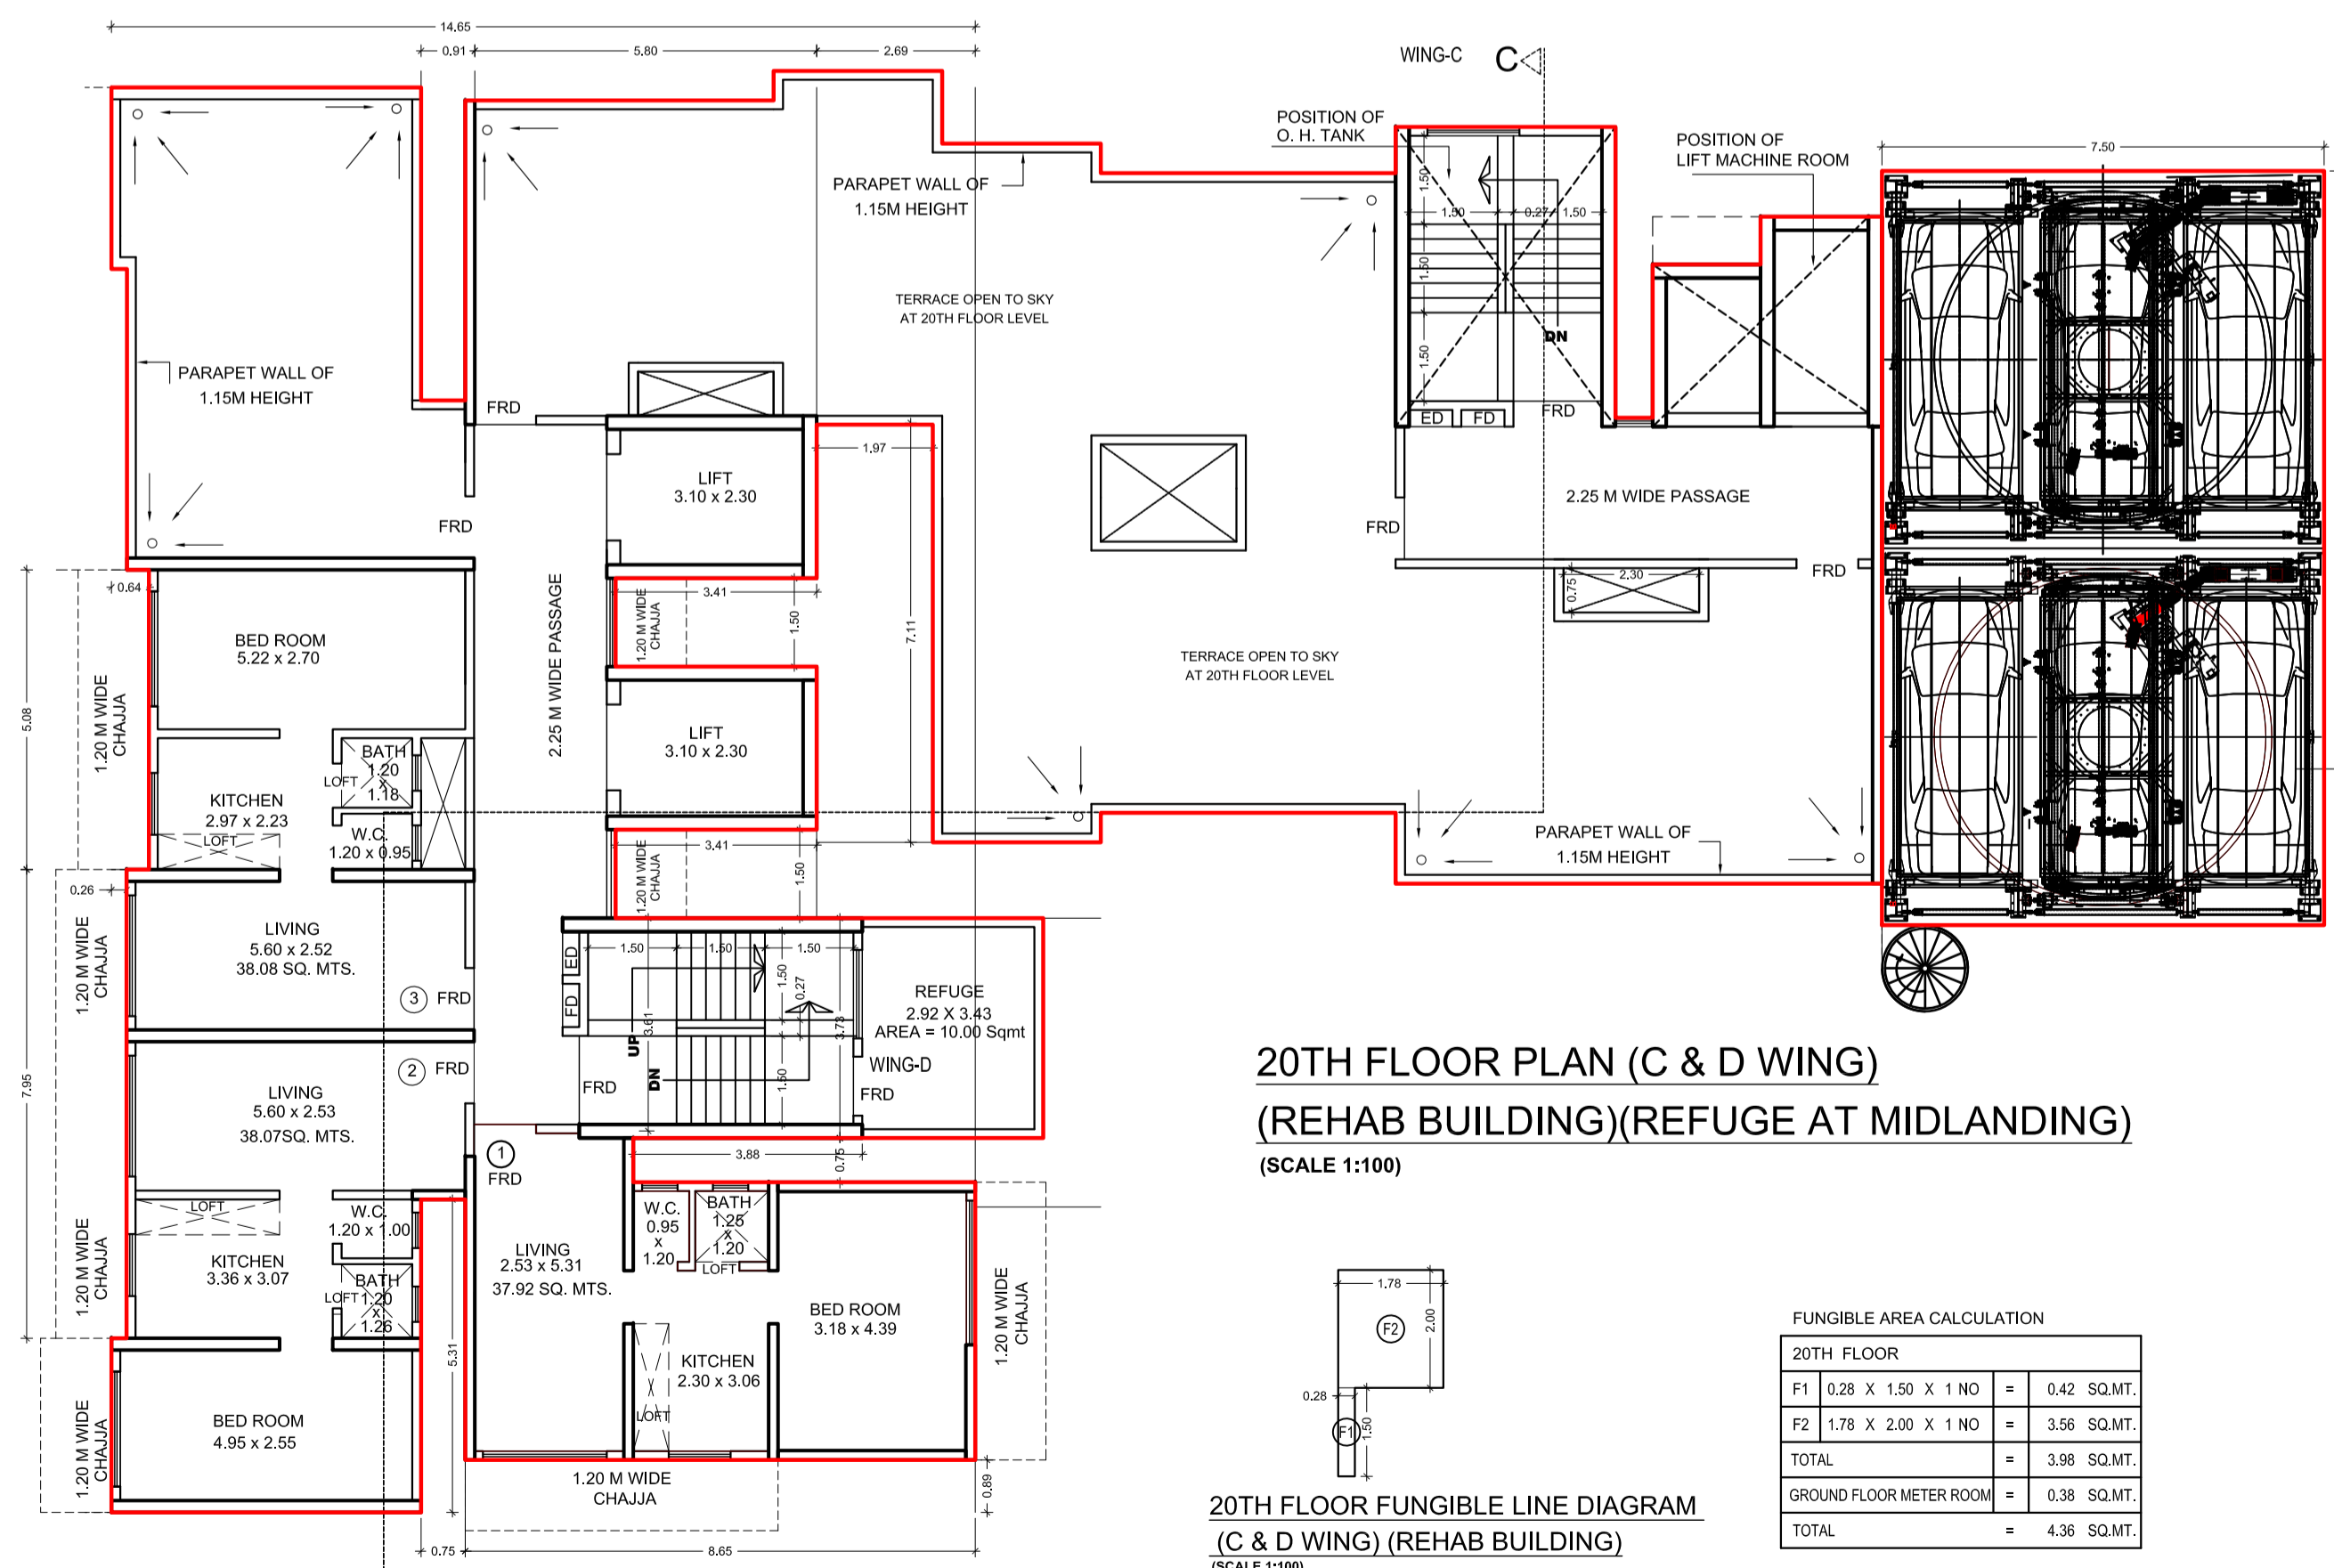 14.65
0.91
5.80
2.69
WING-C
C
POSITION OF
O. H. TANK
POSITION OF
LIFT MACHINE ROOM
7.50
PARAPET WALL OF
1.15M HEIGHT
1.50
1.50
0.27
1.50
TERRACE OPEN TO SKY
AT 20TH FLOOR LEVEL
1.50
DN
1.50
PARAPET WALL OF
1.15M HEIGHT
FRD
FRD
ED
FD
1.97
LIFT
3.10 x 2.30
2.25 M WIDE PASSAGE
FRD
FRD
FRD
0.64
3.41
1.20 M WIDE
CHAJJA
1.50
7.11
2.30
0.75
5.08
BED ROOM
5.22 x 2.70
2.25 M WIDE PASSAGE
TERRACE OPEN TO SKY
AT 20TH FLOOR LEVEL
1.20 M WIDE
CHAJJA
LIFT
3.10 x 2.30
BATH
1.20
x
1.18
LOFT
KITCHEN
2.97 x 2.23
LOFT
W.C.
1.20 x 0.95
PARAPET WALL OF
1.15M HEIGHT
3.41
1.20 M WIDE
CHAJJA
1.50
0.26
LIVING
5.60 x 2.52
38.08 SQ. MTS.
1.20 M WIDE
CHAJJA
ED
FD
1.50
1.50
1.50
1.50
0.27
3.61
3.73
3
FRD
REFUGE
2.92 X 3.43
AREA = 10.00 Sqmt
WING-D
UP
DN
1.50
FRD
FRD
7.95
2
FRD
LIVING
5.60 x 2.53
38.07SQ. MTS.
20TH FLOOR PLAN (C & D WING)
(REHAB BUILDING)(REFUGE AT MIDLANDING)
(SCALE 1:100)
1
FRD
3.88
0.75
LOFT
W.C.
1.20 x 1.00
1.20 M WIDE
CHAJJA
KITCHEN
3.36 x 3.07
BATH
1.20
x
1.26
LOFT
W.C.
0.95
x
1.20
BATH
1.25
x
1.20
LOFT
LIVING
2.53 x 5.31
37.92 SQ. MTS.
BED ROOM
3.18 x 4.39
1.20 M WIDE
CHAJJA
5.31
KITCHEN
2.30 x 3.06
LOFT
BED ROOM
4.95 x 2.55
1.20 M WIDE
CHAJJA
1.20 M WIDE
CHAJJA
0.89
0.75
8.65
1.78
F2
2.00
0.28
F1
1.50
20TH FLOOR FUNGIBLE LINE DIAGRAM
(C & D WING) (REHAB BUILDING)
(SCALE 1:100)
FUNGIBLE AREA CALCULATION
20TH FLOOR
F1 0.28 X 1.50 X 1 NO = 0.42 SQ.MT.
F2 1.78 X 2.00 X 1 NO = 3.56 SQ.MT.
TOTAL = 3.98 SQ.MT.
GROUND FLOOR METER ROOM = 0.38 SQ.MT.
TOTAL = 4.36 SQ.MT.